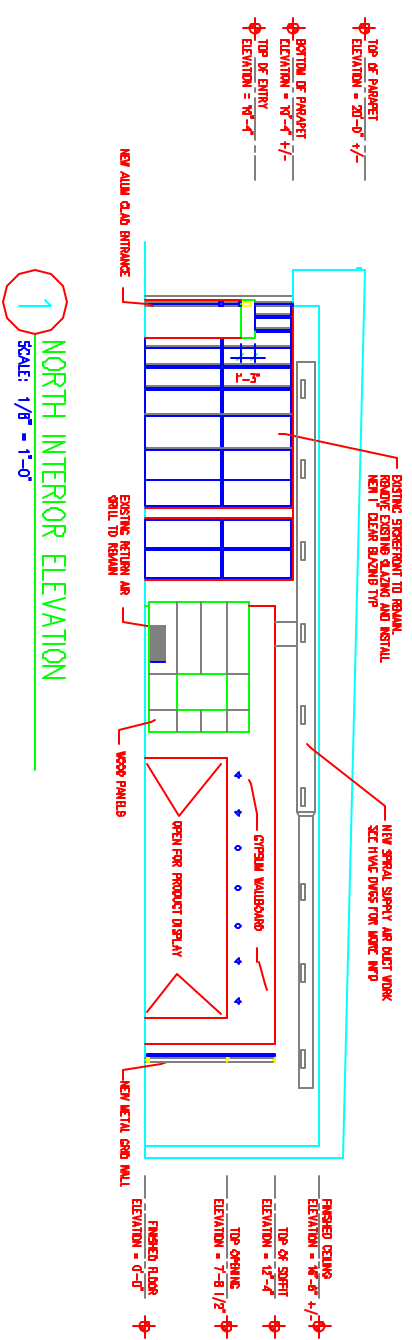 TOP OF PARAPET
ELEVATION = 20'-0" +/-
BOTTOM OF PARAPET
ELEVATION = 16'-4" +/-
TOP OF ENTRY
ELEVATION =
NEW ALUM CLAD ENTRANCE
1'-3"
EXISTING STOREFRONT TO REMAIN.
REMOVE EXISTING GLAZING AND INSTALL
NEW 1" CLEAR GLAZING TYP
EXISTING RETURN AIR
GRILL TO REMAIN
WOOD PANELS
NEW SPIRAL SUPPLY AIR DUCT WORK
SEE HVAC DWGS FOR MORE INFO
GYPSUM WALLBOARD
OPEN FOR PRODUCT DISPLAY
NEW METAL GRID WALL
FINISHED CEILING
ELEVATION = +/-
TOP OF SOFFIT
ELEVATION = 12'-4"
TOP OPENING
ELEVATION = 7'-8 1/2"
FINISHED FLOOR
ELEVATION = 0'-0"
1
NORTH INTERIOR ELEVATION
SCALE: 1/8" = 1'-0"